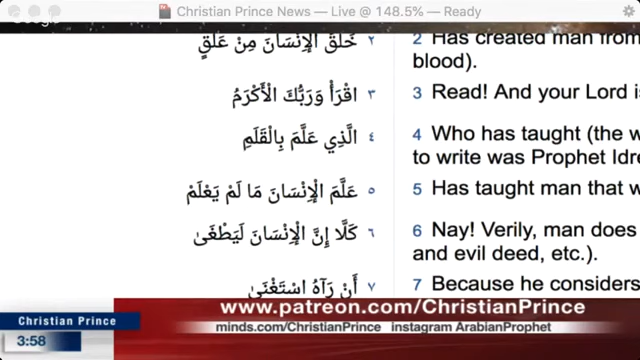 Christian Prince News — Live @ 148.5% — Ready
٢ خَلَقَ الْإِنْسَانَ مِنْ عَلَقٍ
2 Has created man from
blood).
٣ اقْرَأْ وَرَبُّكَ الْأَكْرَمُ
3 Read! And your Lord is
٤ الَّذِي عَلَّمَ بِالْقَلَمِ
4 Who has taught (the w
to write was Prophet Idre
٥ عَلَّمَ الْإِنْسَانَ مَا لَمْ يَعْلَمْ
5 Has taught man that w
٦ كَلَّا إِنَّ الْإِنْسَانَ لَيَطْغَىٰ
6 Nay! Verily, man does
and evil deed, etc.).
٧ أَنْ رَآهُ اسْتَغْنَىٰ
7 Because he considers
www.patreon.com/ChristianPrince
Christian Prince
minds.com/ChristianPrince instagram ArabianProphet
3:58